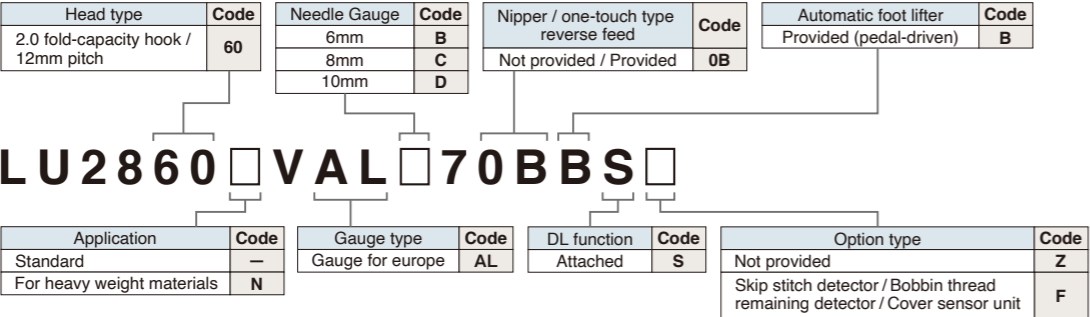 Head type Code
2.0 fold-capacity hook / 12mm pitch 60
Needle Gauge Code
6mm B
8mm C
10mm D
Nipper / one-touch type reverse feed Code
Not provided / Provided 0B
Automatic foot lifter Code
Provided (pedal-driven) B
LU2860□VAL□70BBS□
Application Code
Standard –
For heavy weight materials N
Gauge type Code
Gauge for europe AL
DL function Code
Attached S
Option type Code
Not provided Z
Skip stitch detector / Bobbin thread
remaining detector / Cover sensor unit F